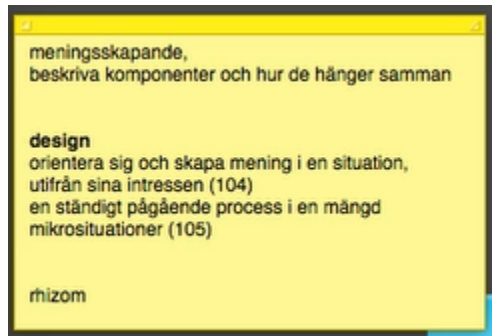 meningsskapande,
beskriva komponenter och hur de hänger samman
design
orientera sig och skapa mening i en situation,
utifrån sina intressen (104)
en ständigt pågående process i en mängd
mikrosituationer (105)
rhizom